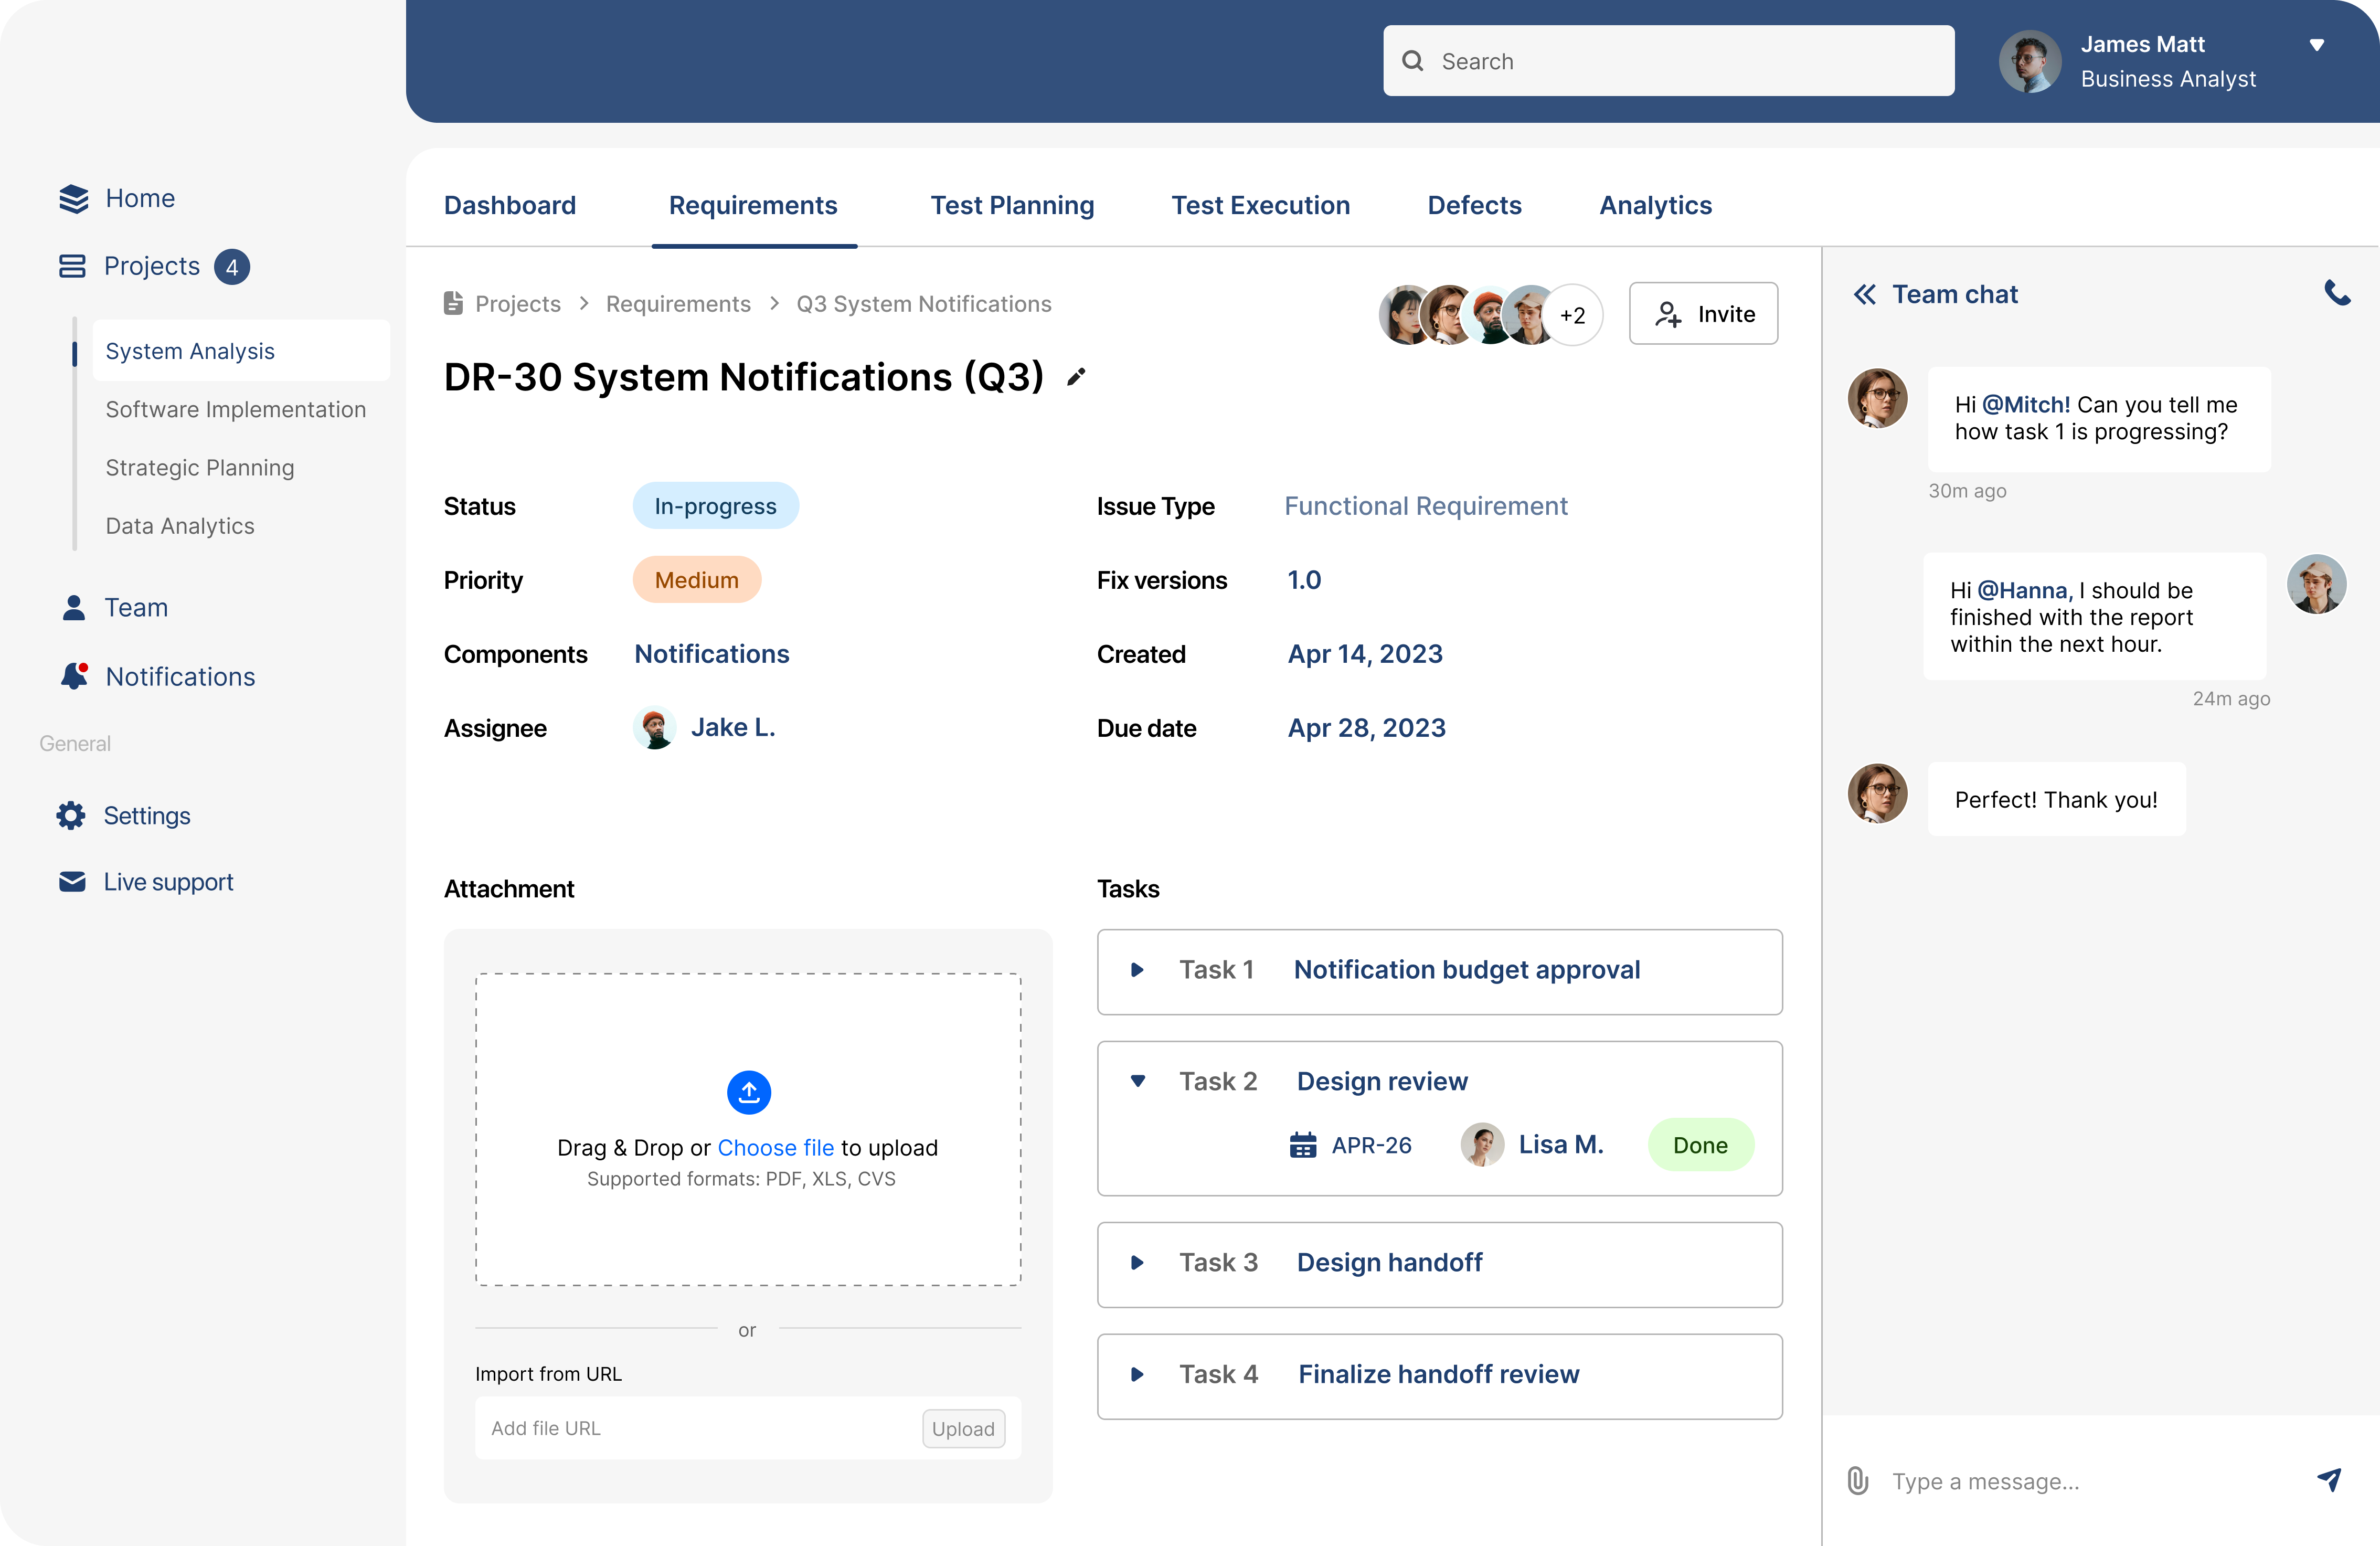 Search
James Matt
Business Analyst
Home
Projects 4
System Analysis
Software Implementation
Strategic Planning
Data Analytics
Team
Notifications
General
Settings
Live support
Dashboard Requirements Test Planning Test Execution Defects Analytics
Projects > Requirements > Q3 System Notifications
+2
Invite
DR-30 System Notifications (Q3)
Status In-progress
Priority Medium
Components Notifications
Assignee Jake L.
Issue Type Functional Requirement
Fix versions 1.0
Created Apr 14, 2023
Due date Apr 28, 2023
Attachment
Drag & Drop or Choose file to upload
Supported formats: PDF, XLS, CVS
or
Import from URL
Add file URL Upload
Tasks
Task 1 Notification budget approval
Task 2 Design review
APR-26 Lisa M. Done
Task 3 Design handoff
Task 4 Finalize handoff review
Team chat
Hi @Mitch! Can you tell me
how task 1 is progressing?
30m ago
Hi @Hanna, I should be
finished with the report
within the next hour.
24m ago
Perfect! Thank you!
Type a message...